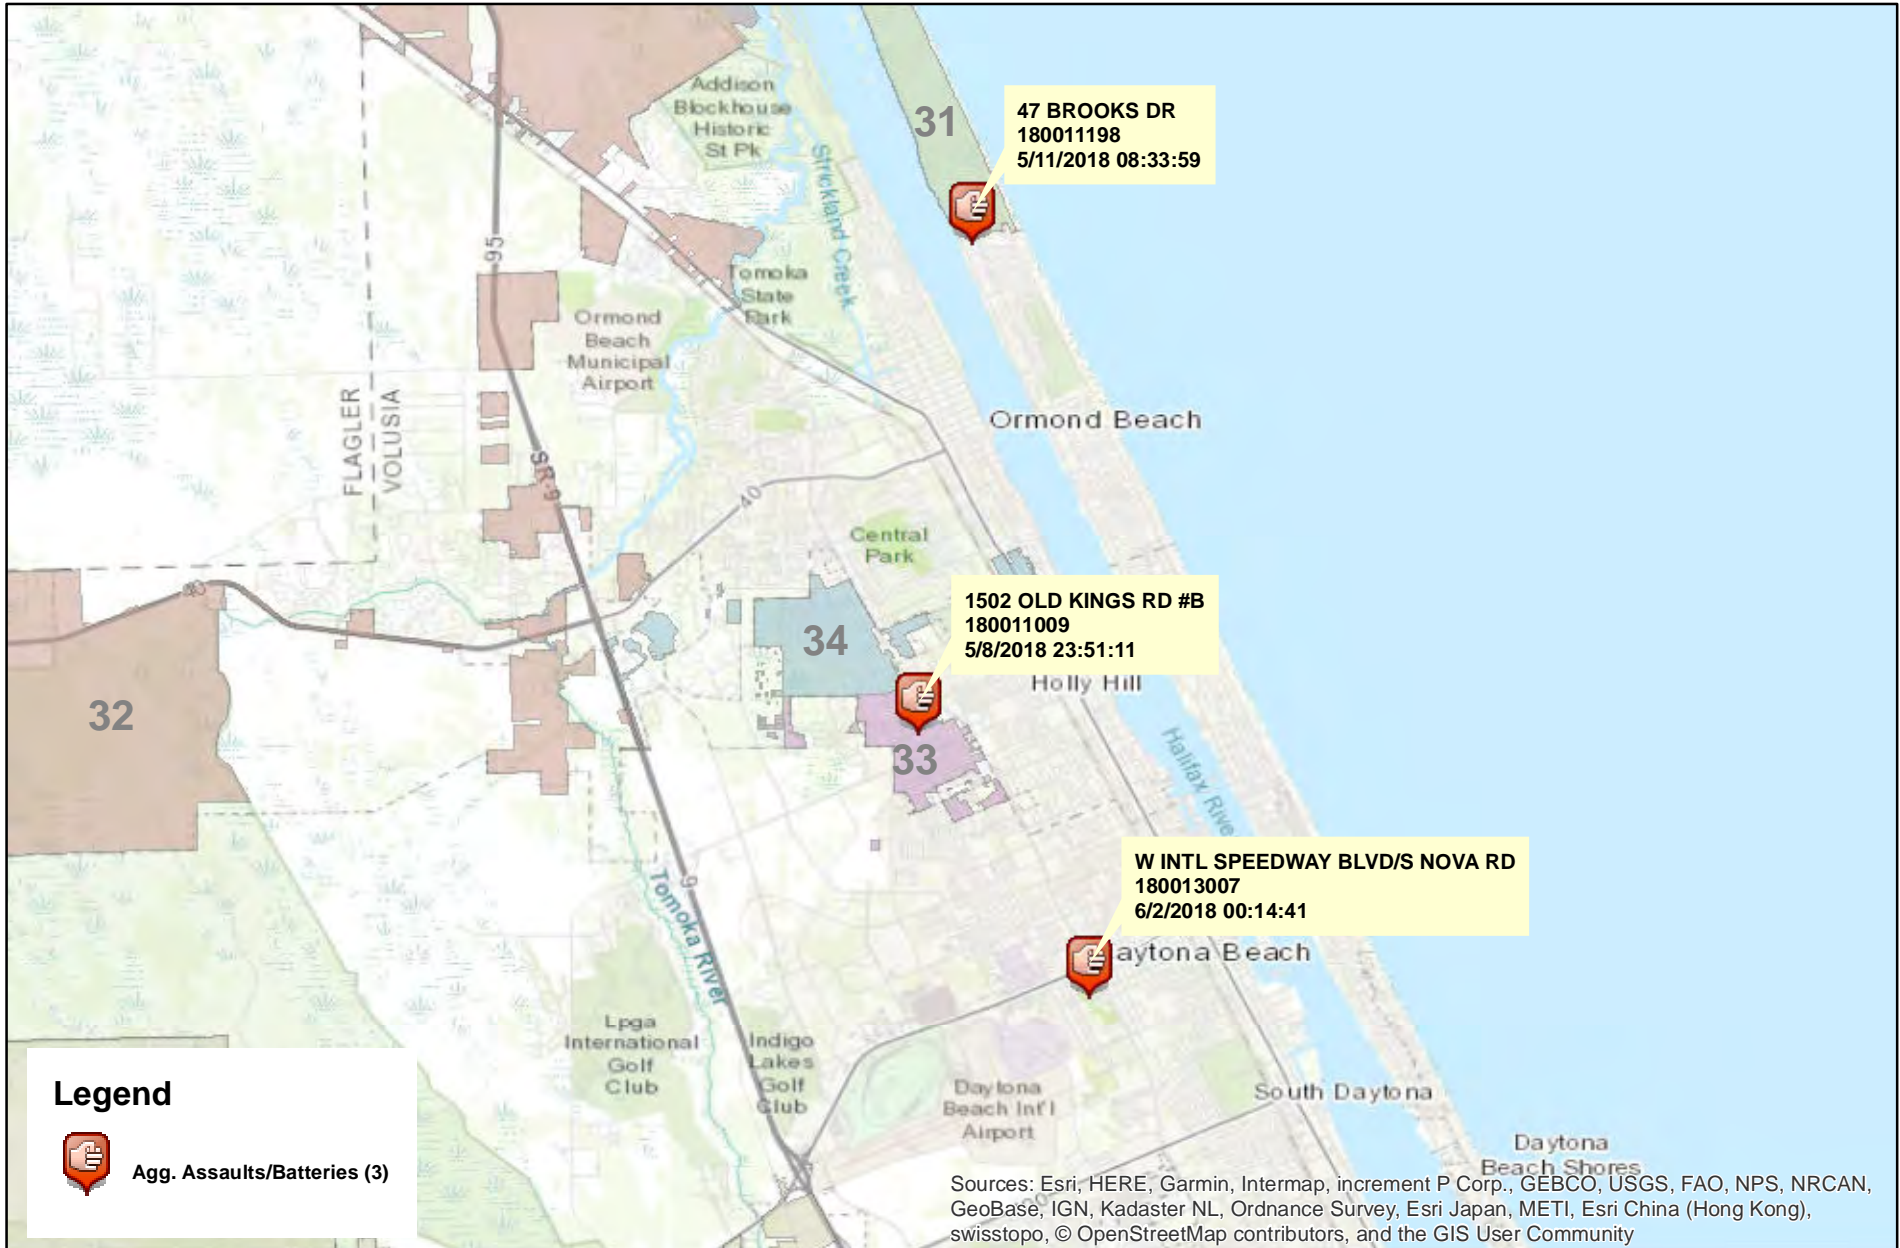 Addison
Blockhouse
Historic
St Pk
31
47 BROOKS DR
180011198
5/11/2018 08:33:59
Strickland Creek
95
Tomoka
State
Park
Ormond
Beach
Municipal
Airport
FLAGLER
VOLUSIA
Ormond Beach
SR-9
40
Central
Park
1502 OLD KINGS RD #B
180011009
5/8/2018 23:51:11
34
Holly Hill
32
33
Halifax River
W INTL SPEEDWAY BLVD/S NOVA RD
180013007
6/2/2018 00:14:41
9
Tomoka River
aytona Beach
Lpga
International
Golf
Club
Indigo
Lakes
Golf
Club
Daytona
Beach Int'l
Airport
South Daytona
Daytona
Beach Shores
Legend
Agg. Assaults/Batteries (3)
Sources: Esri, HERE, Garmin, Intermap, increment P Corp., GEBCO, USGS, FAO, NPS, NRCAN,
GeoBase, IGN, Kadaster NL, Ordnance Survey, Esri Japan, METI, Esri China (Hong Kong),
swisstopo, © OpenStreetMap contributors, and the GIS User Community